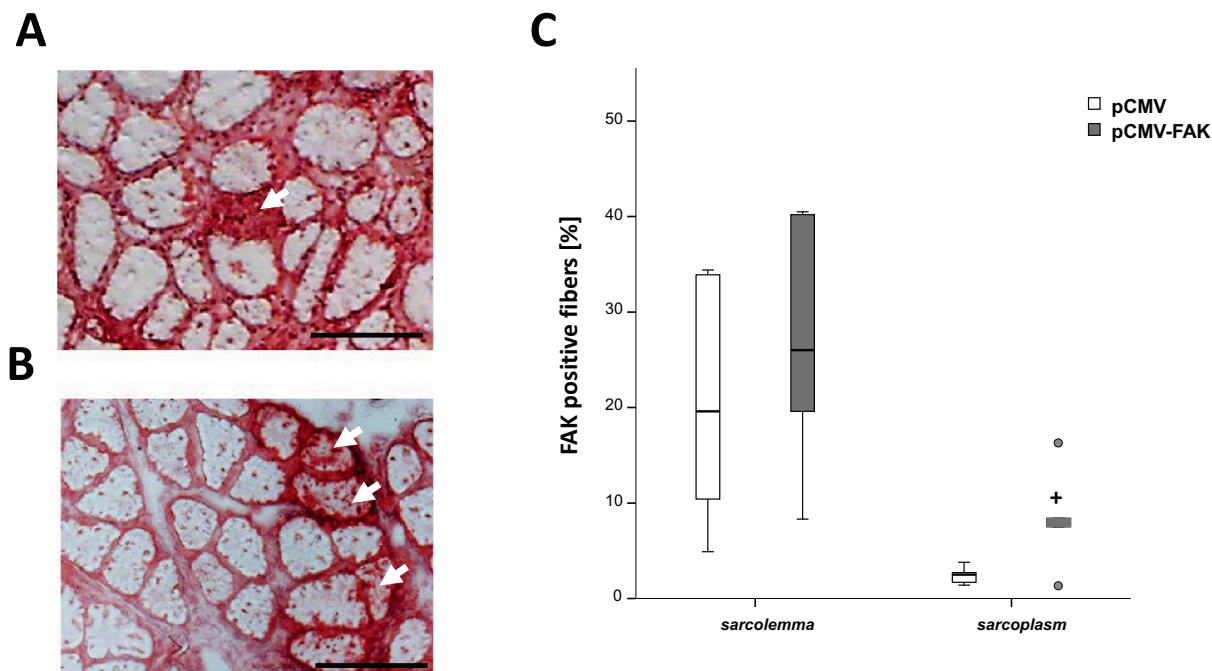 A
B
C
FAK positive fibers [%]
50
40
30
20
10
0
pCMV
pCMV-FAK
+
sarcolemma
sarcoplasm